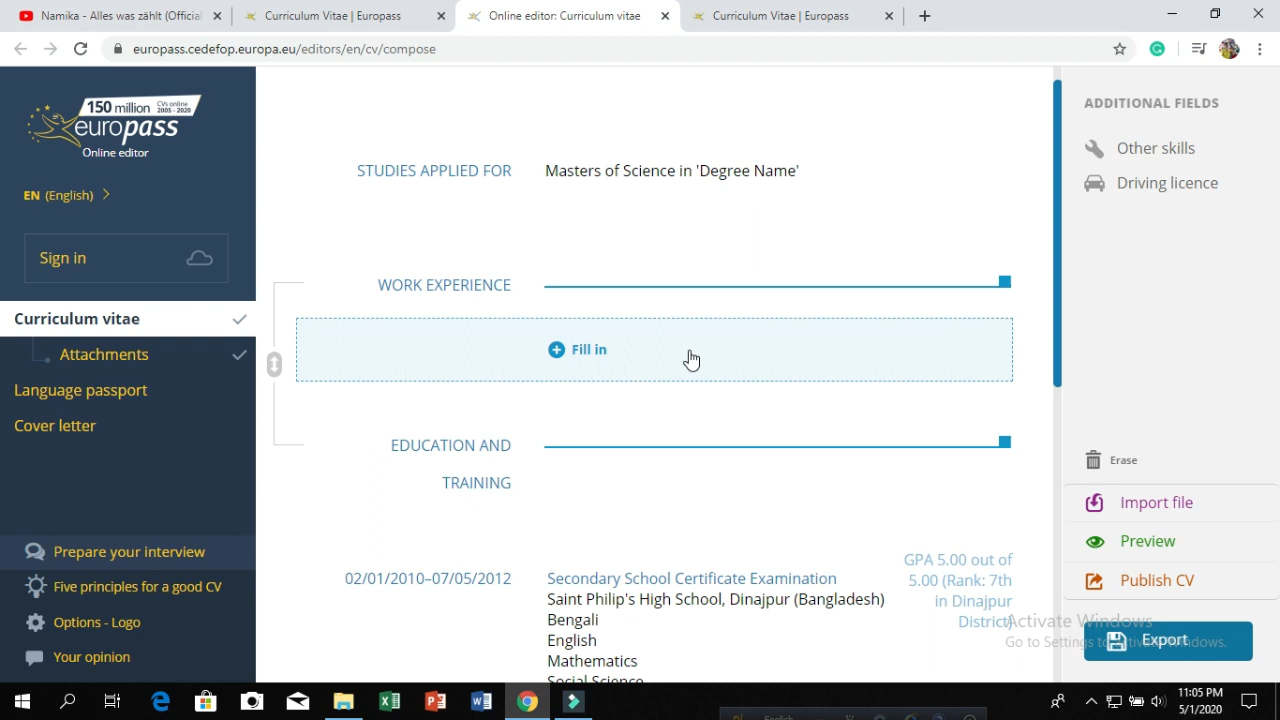 Namika - Alles was zählt (Official
Curriculum Vitae | Europass
Online editor: Curriculum vitae
Curriculum Vitae | Europass
europass.cedefop.europa.eu/editors/en/cv/compose
150 million CVs online 2005 - 2020
europass
Online editor
EN (English)
Sign in
Curriculum vitae
Attachments
Language passport
Cover letter
Prepare your interview
Five principles for a good CV
Options - Logo
Your opinion
STUDIES APPLIED FOR Masters of Science in 'Degree Name'
WORK EXPERIENCE
Fill in
EDUCATION AND
TRAINING
02/01/2010–07/05/2012 Secondary School Certificate Examination
Saint Philip's High School, Dinajpur (Bangladesh)
Bengali
English
Mathematics
Social Science
GPA 5.00 out of
5.00 (Rank: 7th
in Dinajpur
District)
ADDITIONAL FIELDS
Other skills
Driving licence
Erase
Import file
Preview
Publish CV
Activate Windows
Go to Settings to activate Windows.
Export
11:05 PM
5/1/2020
English